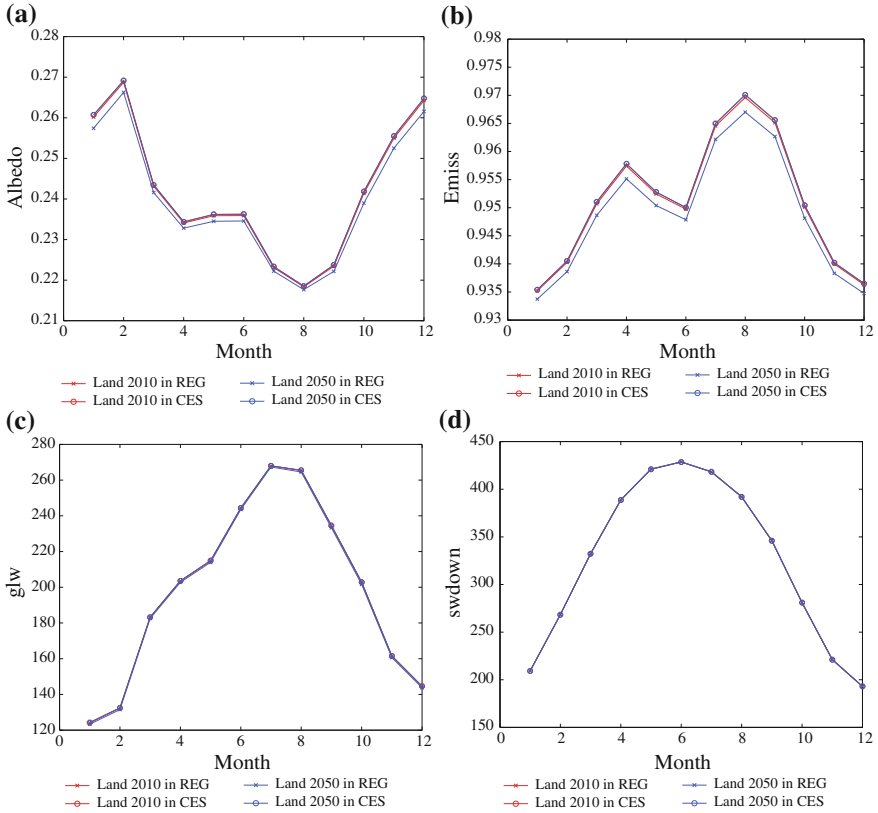 (a)
0.28
0.27
0.26
0.25
0.24
0.23
0.22
0.21
Albedo
0 2 4 6 8 10 12
Month
Land 2010 in REG Land 2050 in REG
Land 2010 in CES Land 2050 in CES
(b)
0.98
0.975
0.97
0.965
0.96
0.955
0.95
0.945
0.94
0.935
0.93
Emiss
0 2 4 6 8 10 12
Month
Land 2010 in REG Land 2050 in REG
Land 2010 in CES Land 2050 in CES
(c)
280
260
240
220
200
180
160
140
120
glw
0 2 4 6 8 10 12
Month
Land 2010 in REG Land 2050 in REG
Land 2010 in CES Land 2050 in CES
(d)
450
400
350
300
250
200
150
swdown
0 2 4 6 8 10 12
Month
Land 2010 in REG Land 2050 in REG
Land 2010 in CES Land 2050 in CES